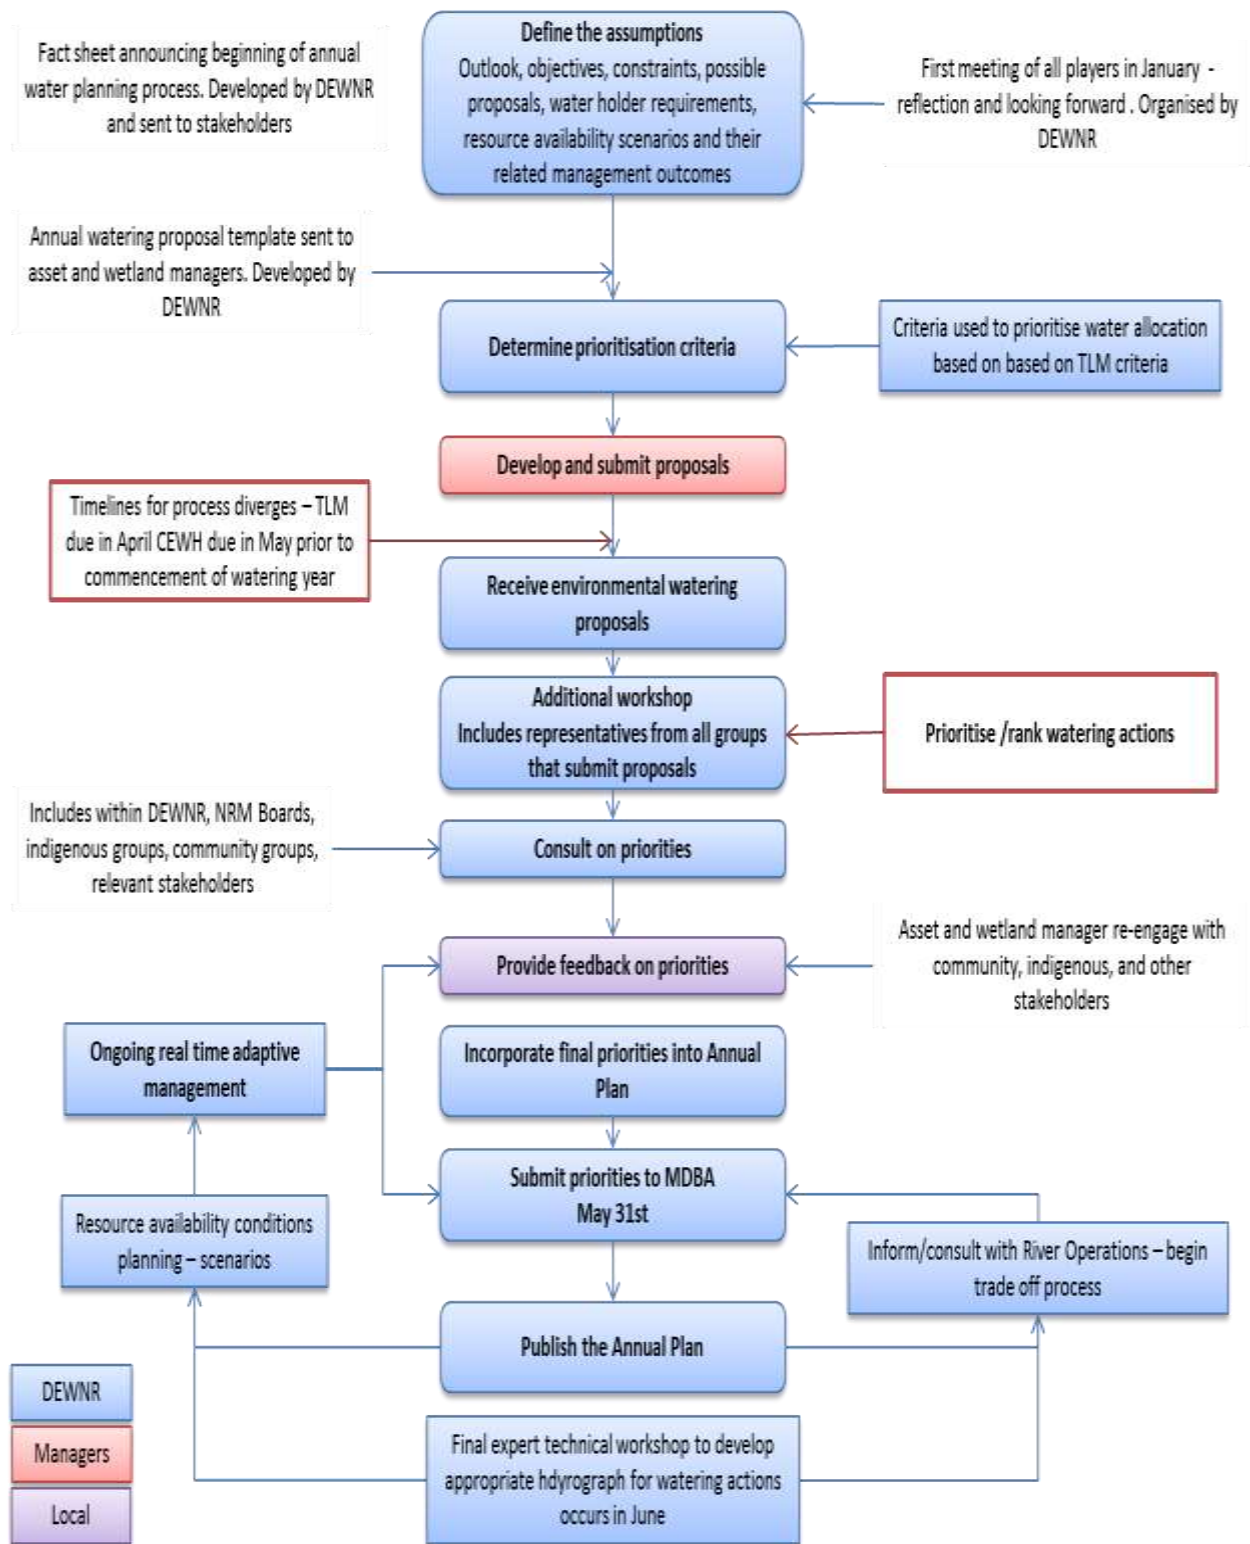 Define the assumptions
Outlook, objectives, constraints, possible
proposals, water holder requirements,
resource availability scenarios and their
related management outcomes
Fact sheet announcing beginning of annual
water planning process. Developed by DEWNR
and sent to stakeholders
First meeting of all players in January -
reflection and looking forward . Organised by
DEWNR
Annual watering proposal template sent to
asset and wetland managers. Developed by
DEWNR
Determine prioritisation criteria
Criteria used to prioritise water allocation
based on based on TLM criteria
Develop and submit proposals
Timelines for process diverges – TLM
due in April CEWH due in May prior to
commencement of watering year
Receive environmental watering
proposals
Additional workshop
Includes representatives from all groups
that submit proposals
Prioritise /rank watering actions
Includes within DEWNR, NRM Boards,
indigenous groups, community groups,
relevant stakeholders
Consult on priorities
Provide feedback on priorities
Asset and wetland manager re-engage with
community, indigenous, and other
stakeholders
Ongoing real time adaptive
management
Incorporate final priorities into Annual
Plan
Submit priorities to MDBA
May 31st
Resource availability conditions
planning – scenarios
Inform/consult with River Operations – begin
trade off process
Publish the Annual Plan
Final expert technical workshop to develop
appropriate hdyrograph for watering actions
occurs in June
DEWNR
Managers
Local